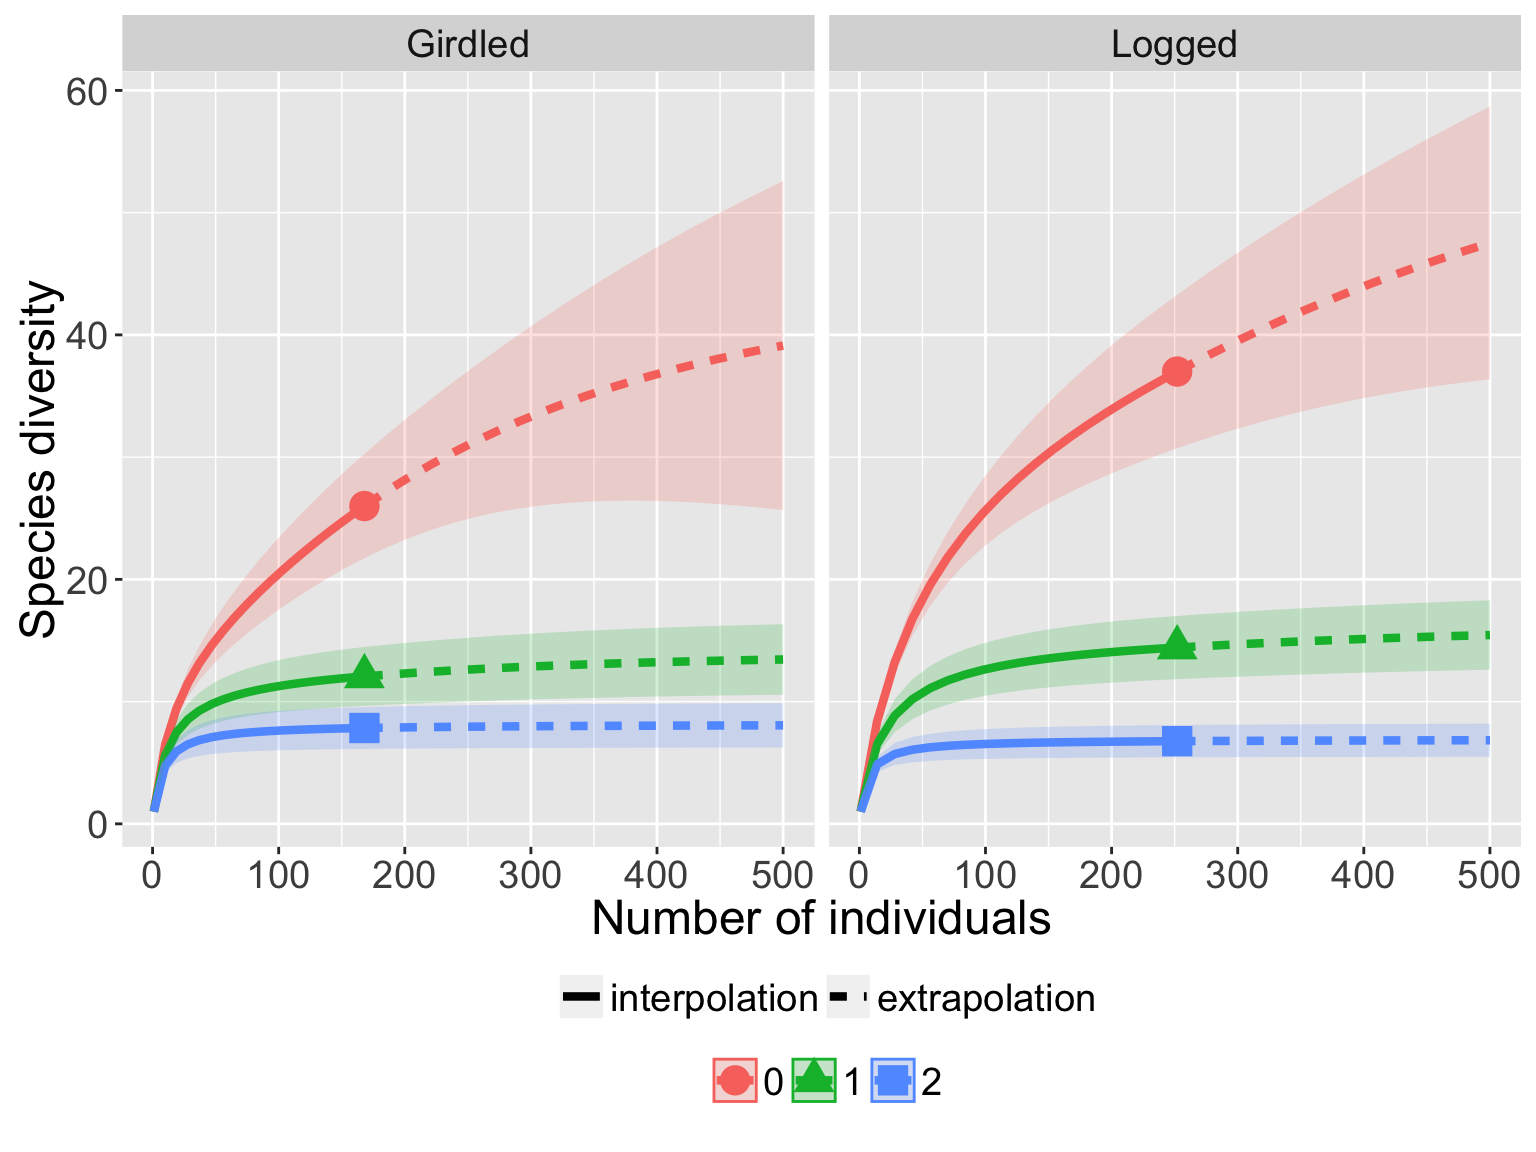 Girdled Logged
Species diversity
60
40
20
0
0 100 200 300 400 500 0 100 200 300 400 500
Number of individuals
interpolation extrapolation
0 1 2